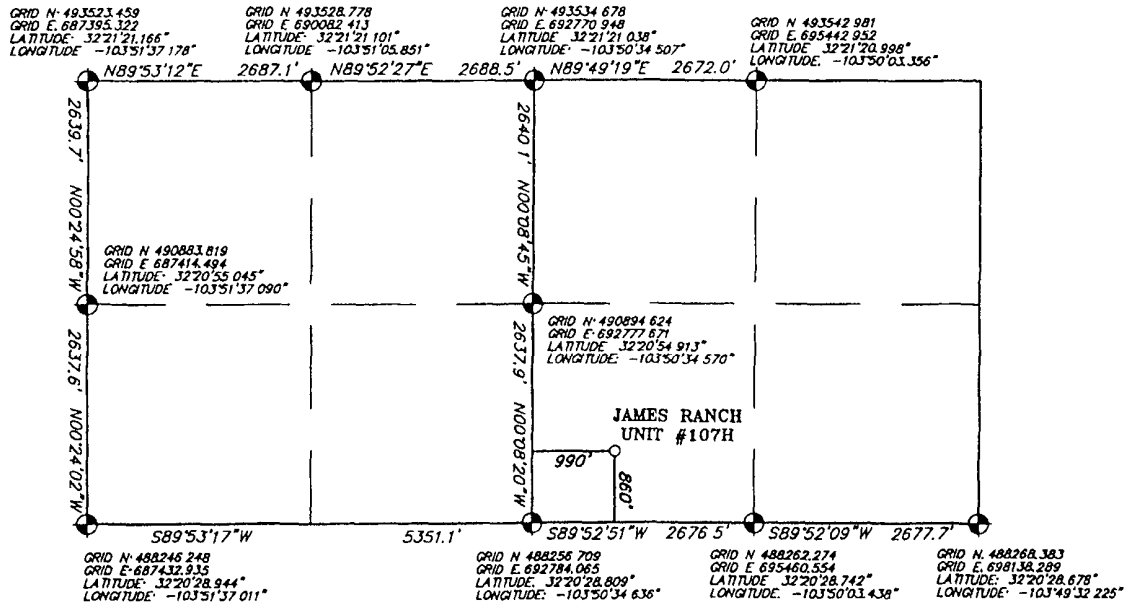 GRID N: 493523.459
GRID E: 687395.322
LATITUDE: 32°21'21.166"
LONGITUDE -103°51'37 178"
GRID N 493528.778
GRID E 690082 413
LATITUDE: 32°21'21 101"
LONGITUDE -103°51'05.851"
GRID N 493534 678
GRID E 692770 948
LATITUDE: 32°21'21 038"
LONGITUDE -103°50'34 507"
GRID N 493542 981
GRID E. 695442 952
LATITUDE: 32°21'20.998"
LONGITUDE. -103°50'03.356"
N89°53'12"E 2687.1' N89°52'27"E 2688.5' N89°49'19"E 2672.0'
2639.7' N00°24'58"W
2640.1' N00°08'45"W
GRID N 490883.819
GRID E 687414.494
LATITUDE: 32°20'55 045"
LONGITUDE -103°51'37 090"
GRID N: 490894 624
GRID E: 692777 671
LATITUDE 32°20'54 913"
LONGITUDE: -103°50'34 570"
2637.6' N00°24'02"W
2637.9' N00°08'20"W
JAMES RANCH
UNIT #107H
990'
860'
S89°53'17"W 5351.1' S89°52'51"W 2676 5' S89°52'09"W 2677.7'
GRID N: 488246 248
GRID E: 687432.935
LATITUDE: 32°20'28.944"
LONGITUDE: -103°51'37 011"
GRID N 488256 709
GRID E. 692784.065
LATITUDE: 32°20'28.809"
LONGITUDE: -103°50'34 636"
GRID N 488262.274
GRID E 695460.554
LATITUDE 32°20'28.742"
LONGITUDE -103°50'03.438"
GRID N. 488268.383
GRID E. 698138.289
LATITUDE: 32°20'28.678"
LONGITUDE: -103°49'32 225"